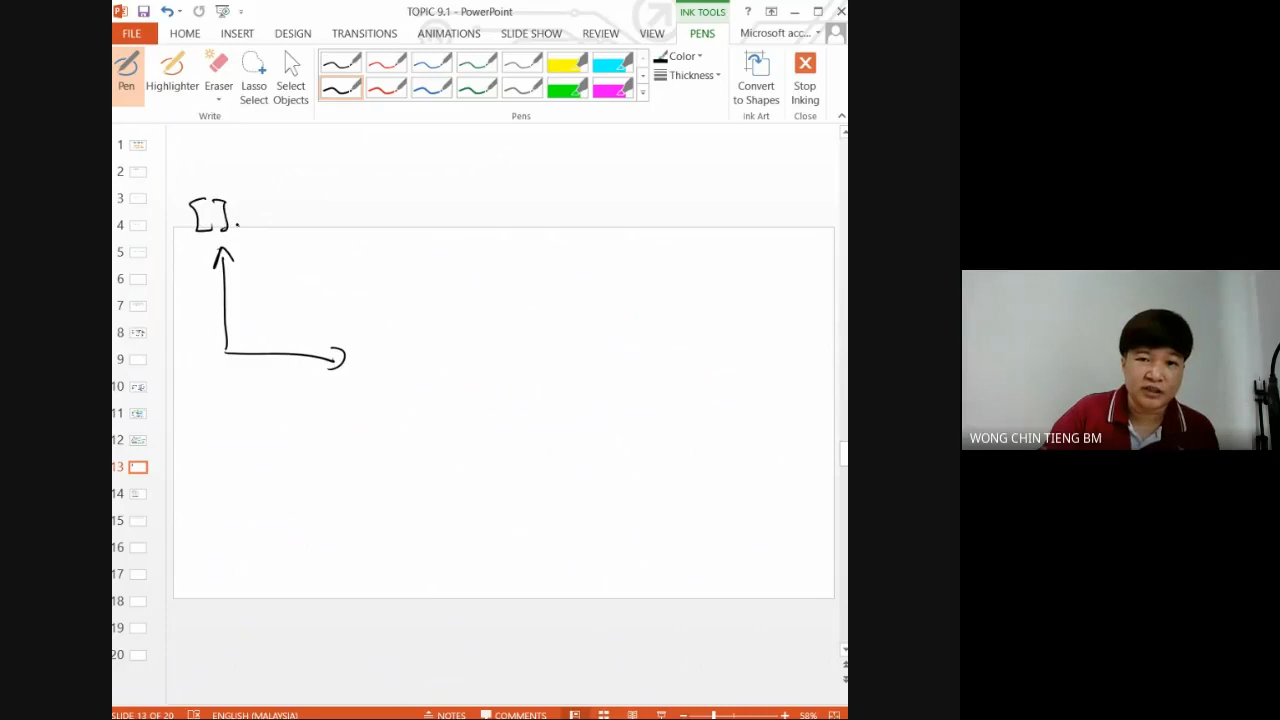 TOPIC 9.1 - PowerPoint
INK TOOLS
?
FILE HOME INSERT DESIGN TRANSITIONS ANIMATIONS SLIDE SHOW REVIEW VIEW PENS Microsoft acc...
Pen Highlighter Eraser Lasso Select Select Objects
Color
Thickness
Convert to Shapes
Stop Inking
Write Pens Ink Art Close
1
2
3
4
5
6
7
8
9
10
11
12
13
14
15
16
17
18
19
20
[].
WONG CHIN TIENG BM
SLIDE 13 OF 20 ENGLISH (MALAYSIA) NOTES COMMENTS 58%